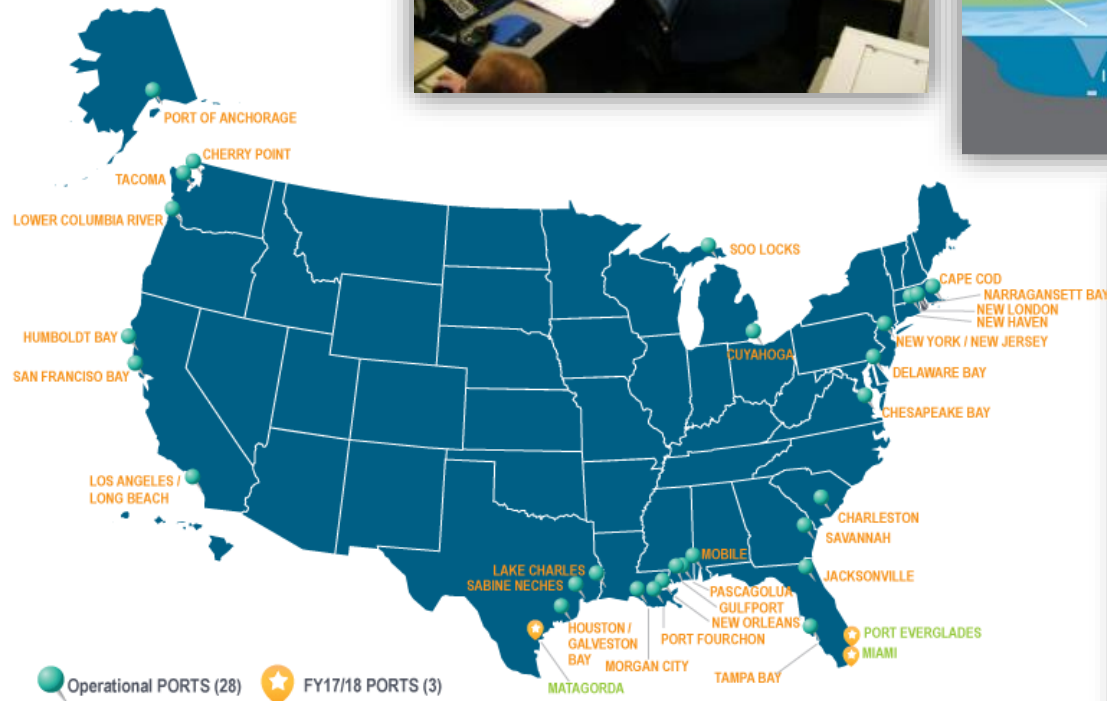 PORT OF ANCHORAGE
CHERRY POINT
TACOMA
LOWER COLUMBIA RIVER
SOO LOCKS
CAPE COD
NARRAGANSETT BAY
NEW LONDON
NEW HAVEN
HUMBOLDT BAY
NEW YORK / NEW JERSEY
CUYAHOGA
SAN FRANCISO BAY
DELAWARE BAY
CHESAPEAKE BAY
LOS ANGELES /
LONG BEACH
CHARLESTON
SAVANNAH
MOBILE
LAKE CHARLES
JACKSONVILLE
SABINE NECHES
PASCAGOLUA
GULFPORT
NEW ORLEANS
HOUSTON /
GALVESTON
BAY
PORT FOURCHON
PORT EVERGLADES
MIAMI
MORGAN CITY
TAMPA BAY
MATAGORDA
Operational PORTS (28)
FY17/18 PORTS (3)